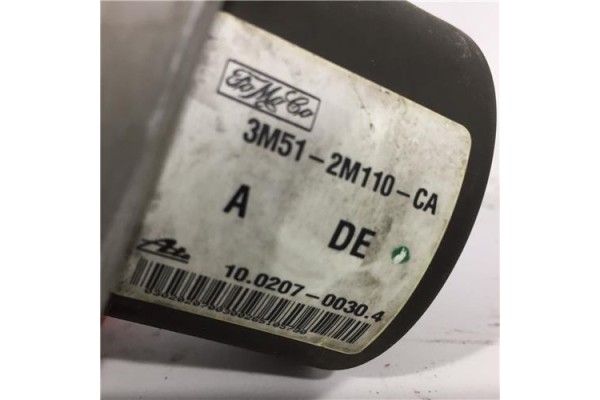 FoMoCo
3M51-2M110-CA
A DE
Ate
10.0207-0030.4